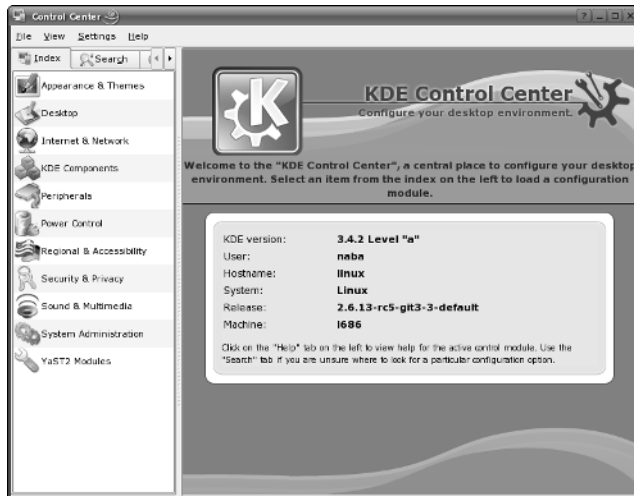 Control Center
File View Settings Help
Index Search
Appearance & Themes
Desktop
Internet & Network
KDE Components
Peripherals
Power Control
Regional & Accessibility
Security & Privacy
Sound & Multimedia
System Administration
YaST2 Modules
KDE Control Center
Configure your desktop environment.
Welcome to the "KDE Control Center", a central place to configure your desktop
environment. Select an item from the index on the left to load a configuration
module.
KDE version: 3.4.2 Level "a"
User: naba
Hostname: linux
System: Linux
Release: 2.6.13-rc5-git3-3-default
Machine: i686
Click on the "Help" tab on the left to view help for the active control module. Use the
"Search" tab if you are unsure where to look for a particular configuration option.